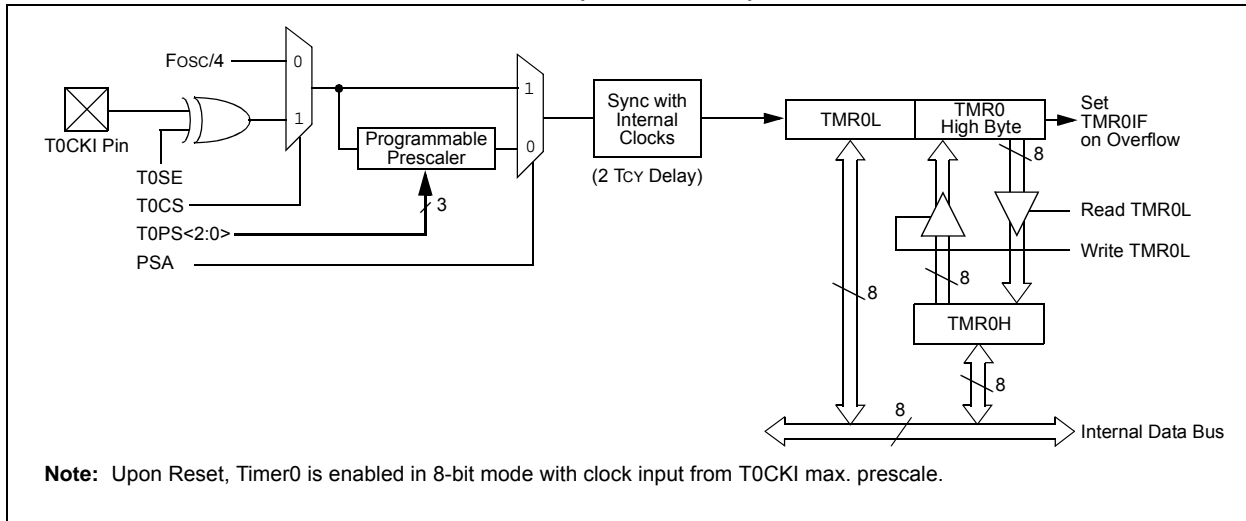 FOSC/4
0
1
T0CKI Pin
T0SE
T0CS
T0PS<2:0>
PSA
Programmable
Prescaler
3
1
0
Sync with
Internal
Clocks
(2 TCY Delay)
TMR0L
TMR0
High Byte
Set
TMR0IF
on Overflow
8
Read TMR0L
Write TMR0L
8
8
TMR0H
8
8
Internal Data Bus
Note: Upon Reset, Timer0 is enabled in 8-bit mode with clock input from T0CKI max. prescale.